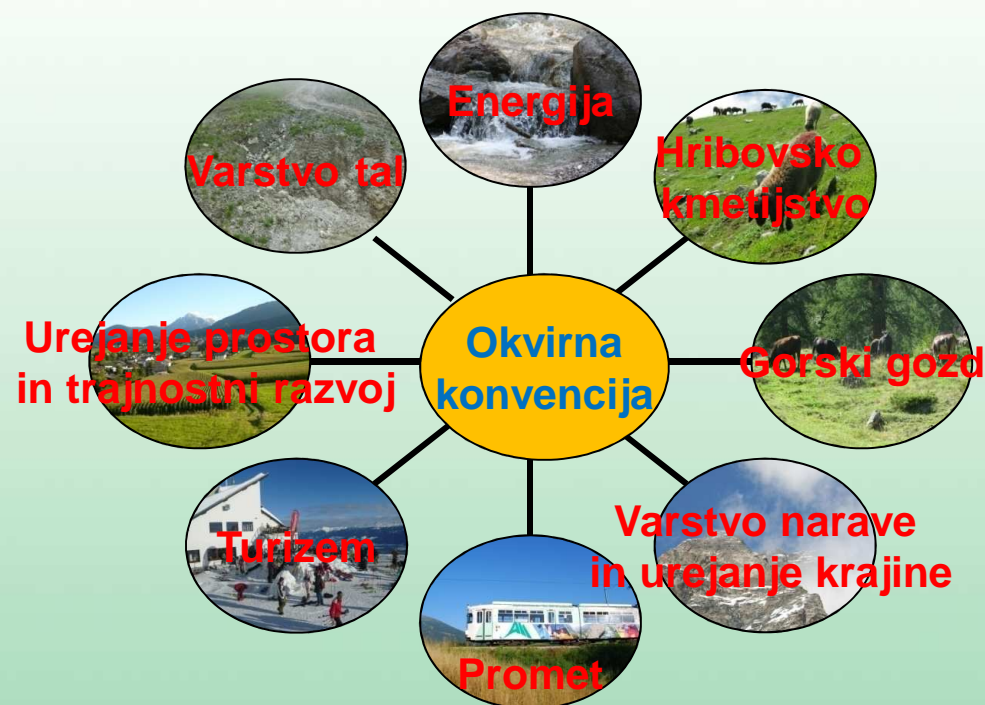 Energija
Hribovsko
kmetijstvo
Gorski gozd
Varstvo narave
in urejanje krajine
Promet
Turizem
Urejanje prostora
in trajnostni razvoj
Varstvo tal
Okvirna
konvencija